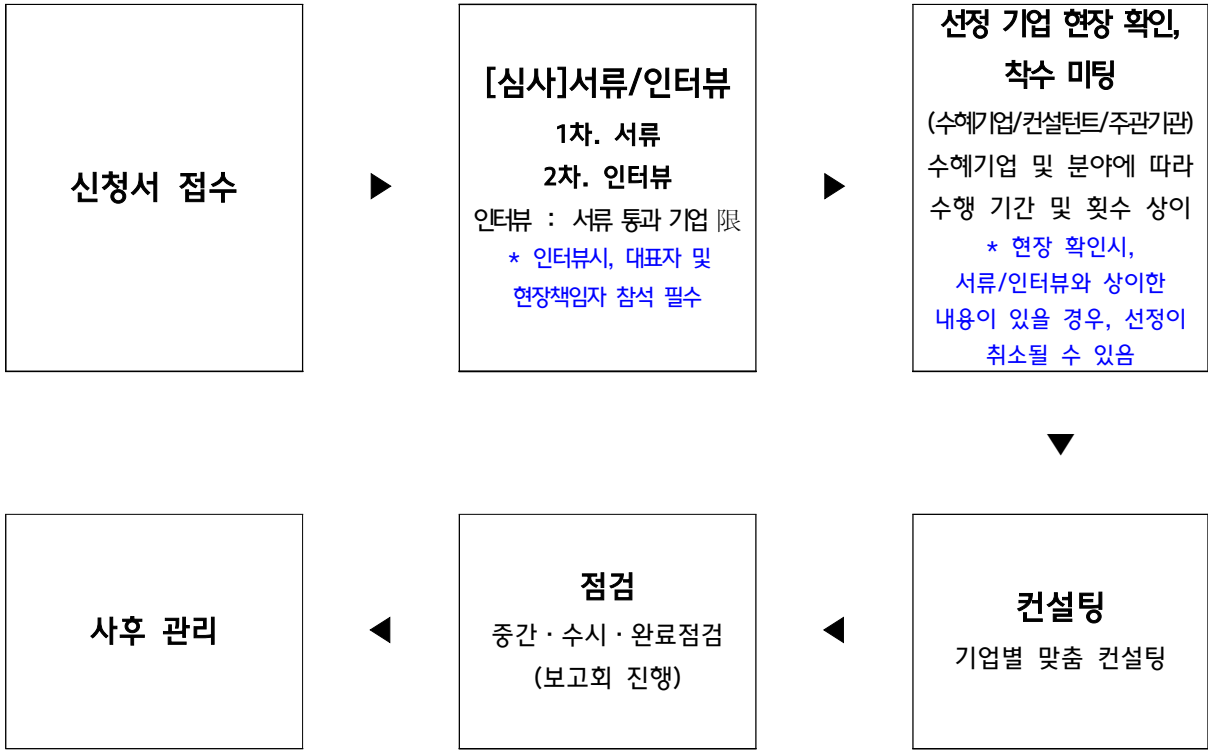 신청서 접수
▶
[심사]서류/인터뷰
1차. 서류
2차. 인터뷰
인터뷰 : 서류 통과 기업 限
* 인터뷰시, 대표자 및
현장책임자 참석 필수
▶
선정 기업 현장 확인,
착수 미팅
(수혜기업/컨설턴트/주관기관)
수혜기업 및 분야에 따라
수행 기간 및 횟수 상이
* 현장 확인시,
서류/인터뷰와 상이한
내용이 있을 경우, 선정이
취소될 수 있음
▼
컨설팅
기업별 맞춤 컨설팅
◀
점검
중간·수시·완료점검
(보고회 진행)
◀
사후 관리